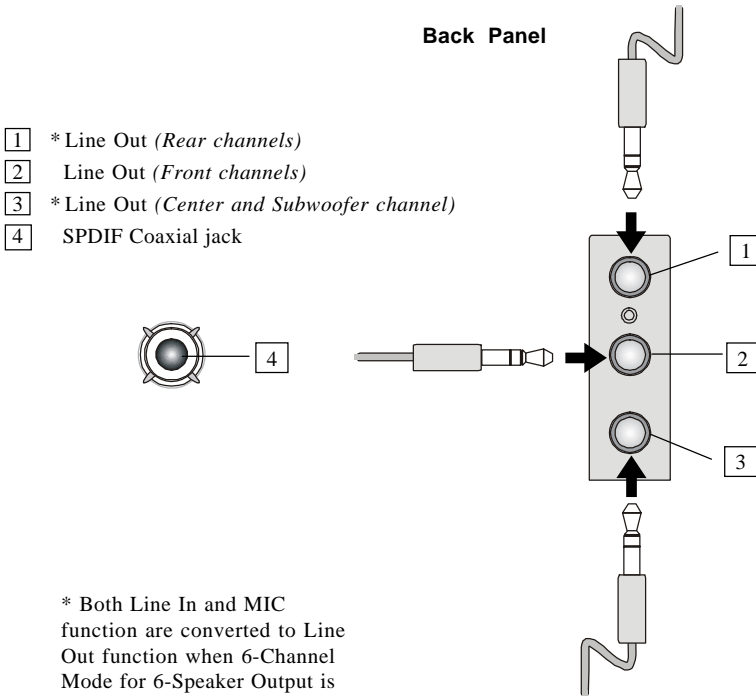 Back Panel
1 * Line Out (Rear channels)
2 Line Out (Front channels)
3 * Line Out (Center and Subwoofer channel)
4 SPDIF Coaxial jack
1
4
2
3
* Both Line In and MIC
function are converted to Line
Out function when 6-Channel
Mode for 6-Speaker Output is